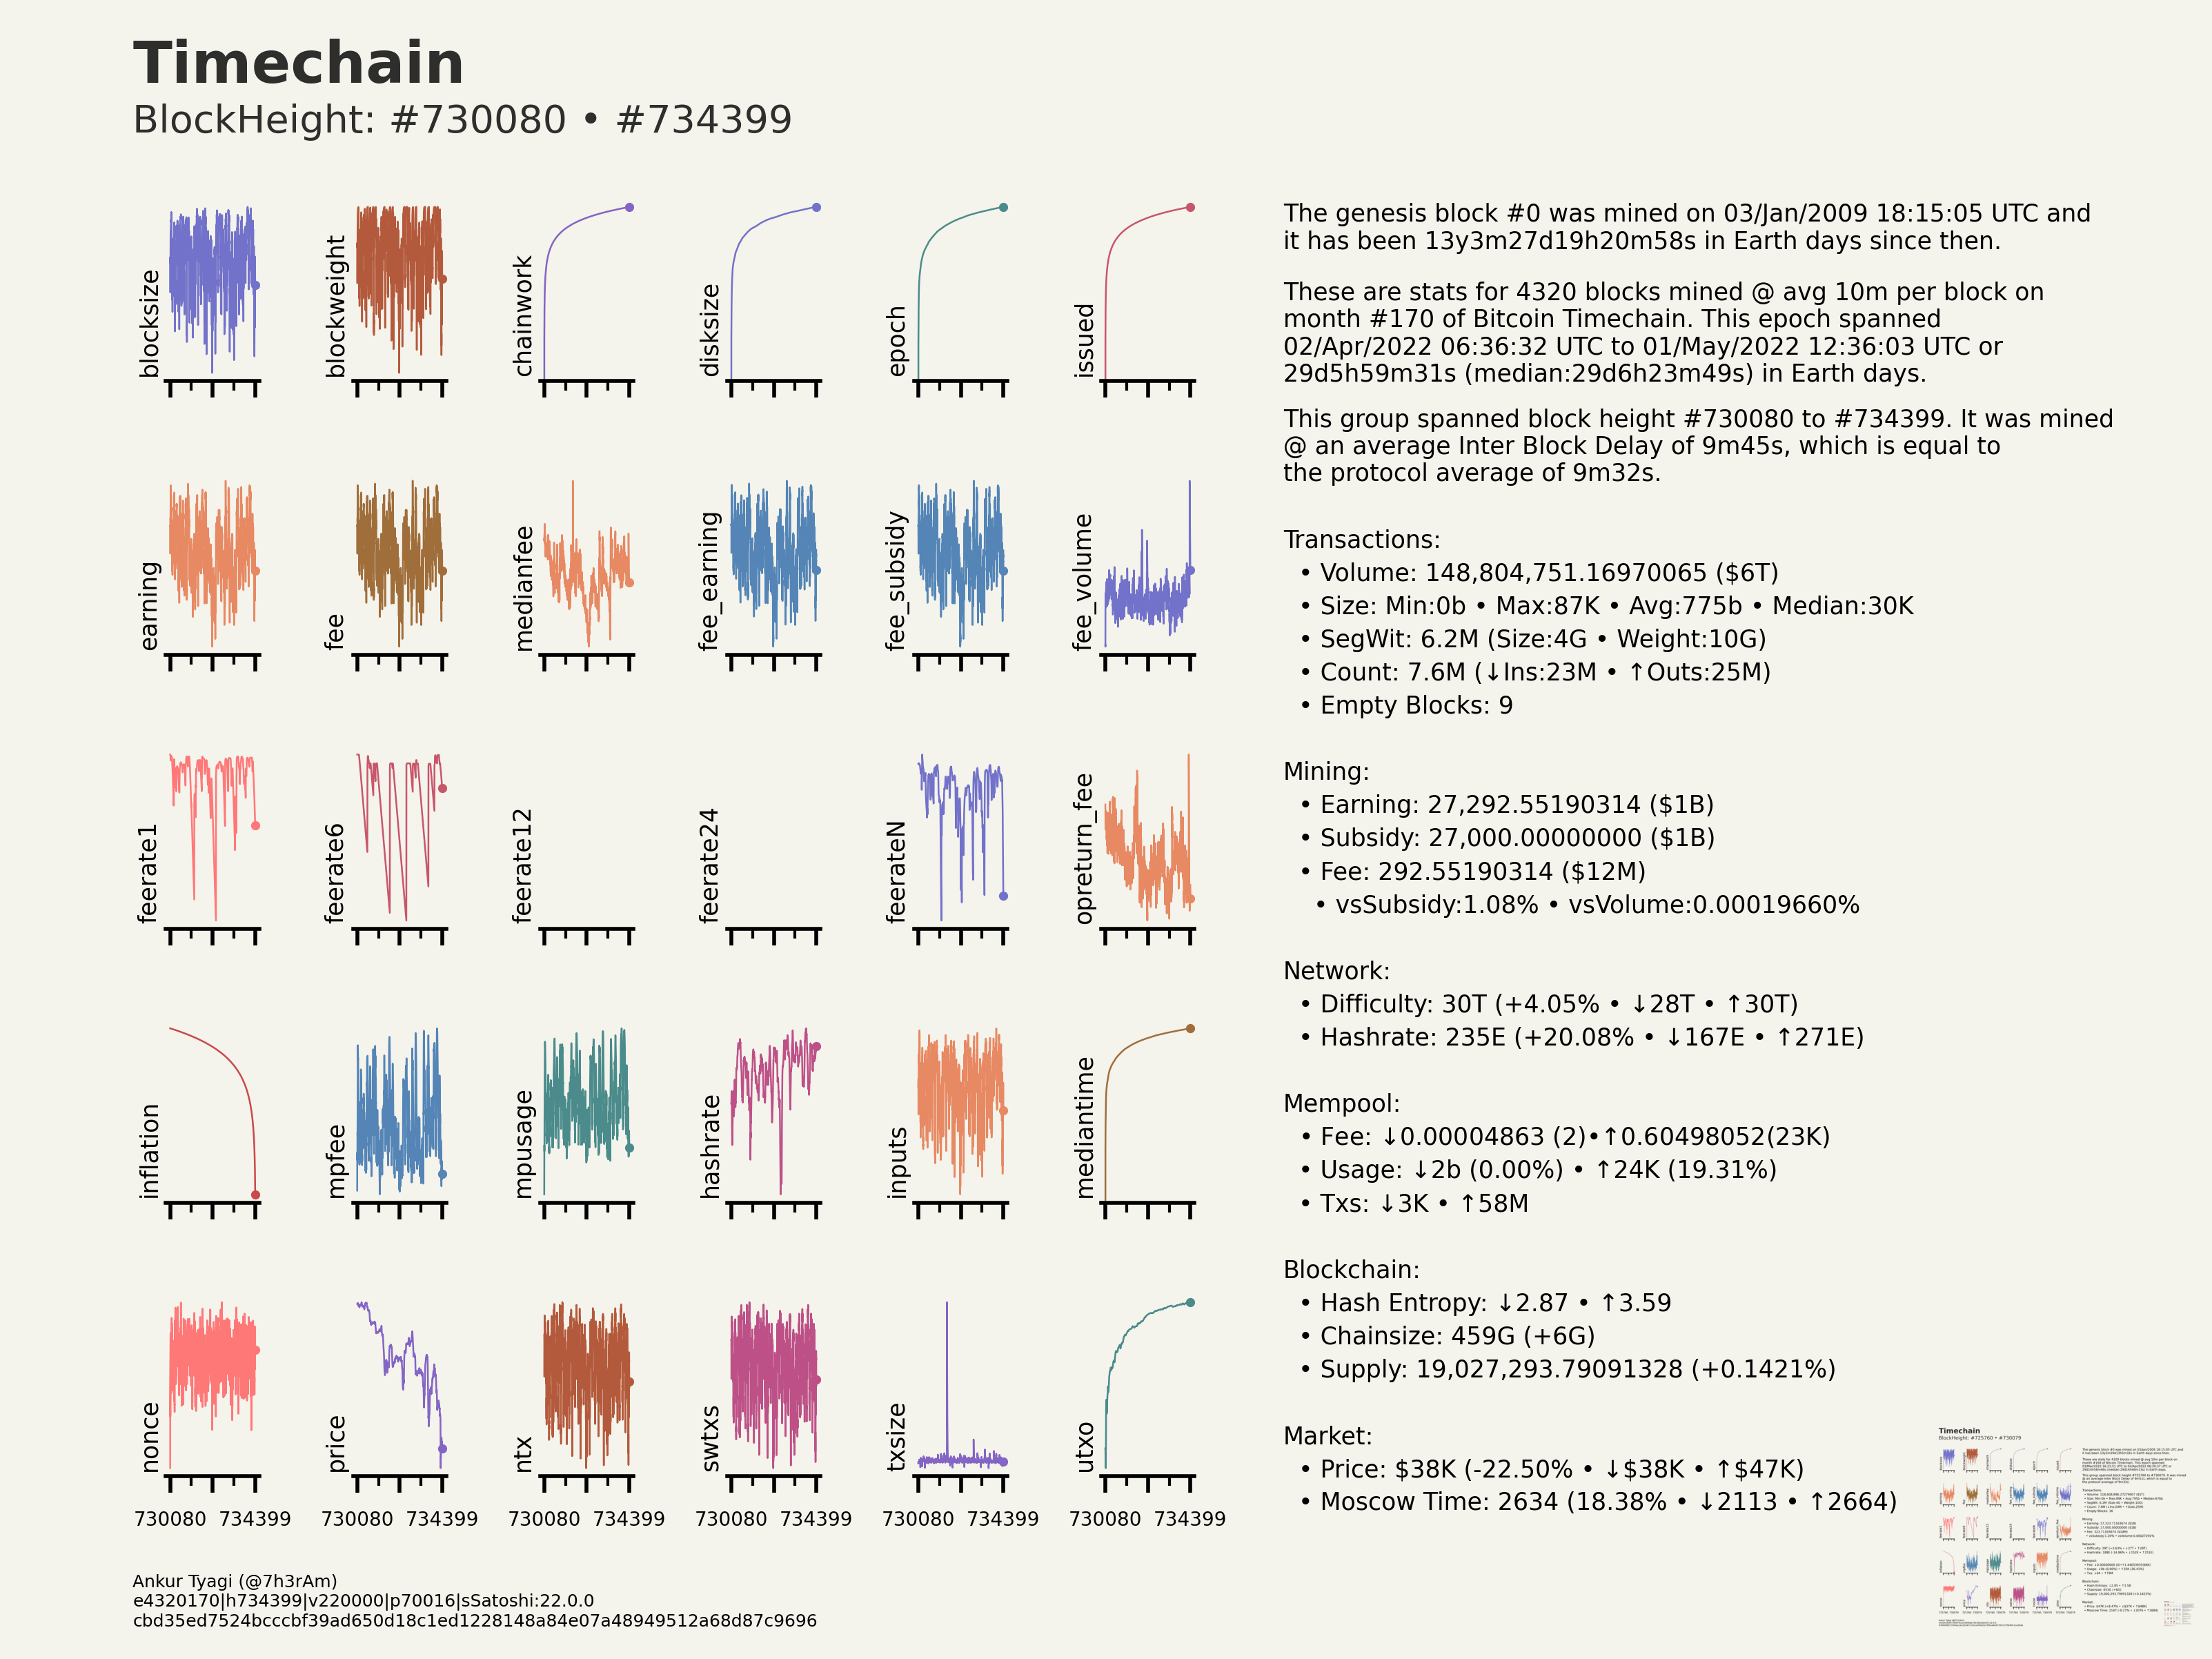 Timechain
BlockHeight: #730080 • #734399
blocksize
blockweight
chainwork
disksize
epoch
issued
earning
fee
medianfee
fee_earning
fee_subsidy
fee_volume
feerate1
feerate6
feerate12
feerate24
feerateN
opreturn_fee
inflation
mpfee
mpusage
hashrate
inputs
mediantime
nonce
price
ntx
swtxs
txsize
utxo
730080 734399 730080 734399 730080 734399 730080 734399 730080 734399 730080 734399
The genesis block #0 was mined on 03/Jan/2009 18:15:05 UTC and
it has been 13y3m27d19h20m58s in Earth days since then.
These are stats for 4320 blocks mined @ avg 10m per block on
month #170 of Bitcoin Timechain. This epoch spanned
02/Apr/2022 06:36:32 UTC to 01/May/2022 12:36:03 UTC or
29d5h59m31s (median:29d6h23m49s) in Earth days.
This group spanned block height #730080 to #734399. It was mined
@ an average Inter Block Delay of 9m45s, which is equal to
the protocol average of 9m32s.
Transactions:
• Volume: 148,804,751.16970065 ($6T)
• Size: Min:0b • Max:87K • Avg:775b • Median:30K
• SegWit: 6.2M (Size:4G • Weight:10G)
• Count: 7.6M (↓Ins:23M • ↑Outs:25M)
• Empty Blocks: 9
Mining:
• Earning: 27,292.55190314 ($1B)
• Subsidy: 27,000.00000000 ($1B)
• Fee: 292.55190314 ($12M)
• vsSubsidy:1.08% • vsVolume:0.00019660%
Network:
• Difficulty: 30T (+4.05% • ↓28T • ↑30T)
• Hashrate: 235E (+20.08% • ↓167E • ↑271E)
Mempool:
• Fee: ↓0.00004863 (2)•↑0.60498052(23K)
• Usage: ↓2b (0.00%) • ↑24K (19.31%)
• Txs: ↓3K • ↑58M
Blockchain:
• Hash Entropy: ↓2.87 • ↑3.59
• Chainsize: 459G (+6G)
• Supply: 19,027,293.79091328 (+0.1421%)
Market:
• Price: $38K (-22.50% • ↓$38K • ↑$47K)
• Moscow Time: 2634 (18.38% • ↓2113 • ↑2664)
Ankur Tyagi (@7h3rAm)
e4320170|h734399|v220000|p70016|sSatoshi:22.0.0
cbd35ed7524bcccbf39ad650d18c1ed1228148a84e07a48949512a68d87c9696
Timechain
BlockHeight: #725760 • #730079